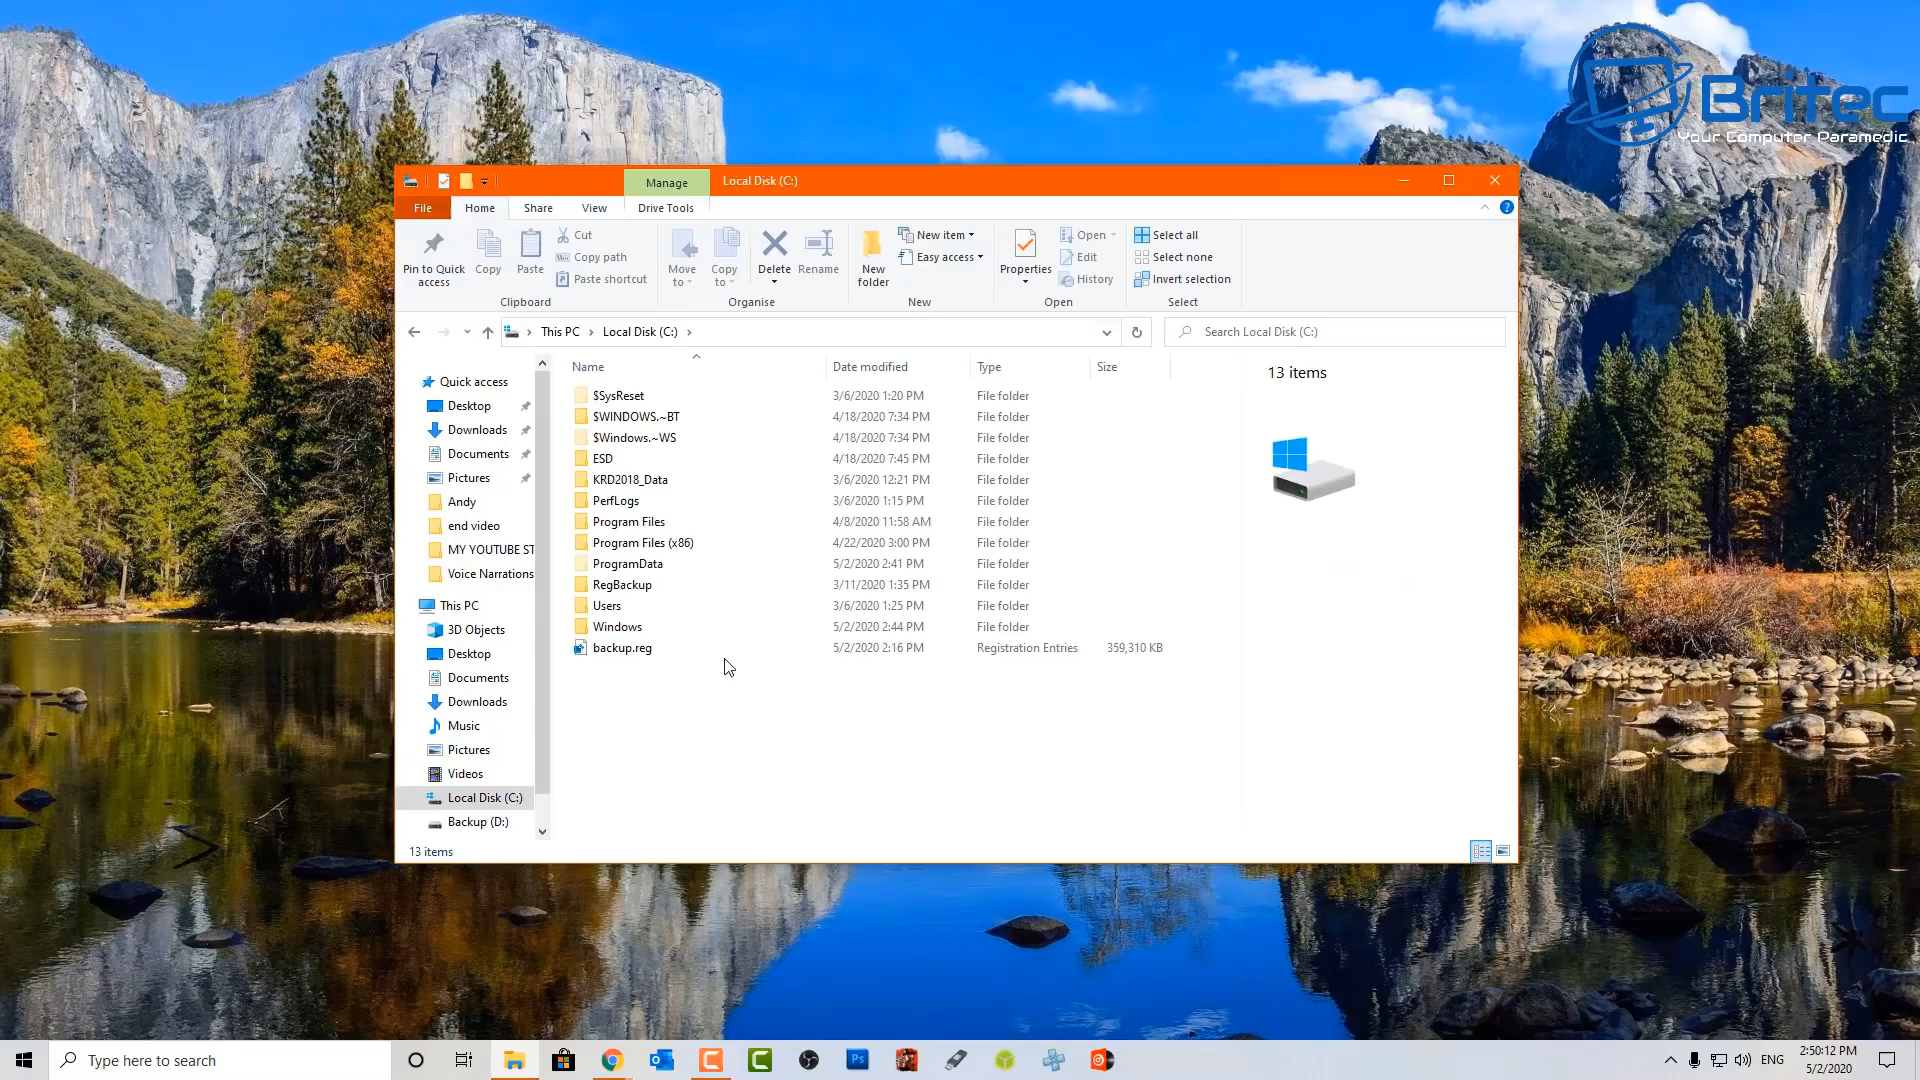 Britec
Your Computer Paramedic
Manage
Local Disk (C:)
File
Home
Share
View
Drive Tools
Pin to Quick access
Copy
Paste
Cut
Copy path
Paste shortcut
Clipboard
Move to
Copy to
Delete
Rename
Organise
New folder
New item
Easy access
New
Properties
Open
Edit
History
Open
Select all
Select none
Invert selection
Select
This PC
Local Disk (C:)
Search Local Disk (C:)
Quick access
Desktop
Downloads
Documents
Pictures
Andy
end video
MY YOUTUBE ST
Voice Narrations
This PC
3D Objects
Desktop
Documents
Downloads
Music
Pictures
Videos
Local Disk (C:)
Backup (D:)
Name Date modified Type Size
$SysReset 3/6/2020 1:20 PM File folder
$WINDOWS.~BT 4/18/2020 7:34 PM File folder
$Windows.~WS 4/18/2020 7:34 PM File folder
ESD 4/18/2020 7:45 PM File folder
KRD2018_Data 3/6/2020 12:21 PM File folder
PerfLogs 3/6/2020 1:15 PM File folder
Program Files 4/8/2020 11:58 AM File folder
Program Files (x86) 4/22/2020 3:00 PM File folder
ProgramData 5/2/2020 2:41 PM File folder
RegBackup 3/11/2020 1:35 PM File folder
Users 3/6/2020 1:25 PM File folder
Windows 5/2/2020 2:44 PM File folder
backup.reg 5/2/2020 2:16 PM Registration Entries 359,310 KB
13 items
13 items
Type here to search
Ps
ENG
2:50:12 PM
5/2/2020